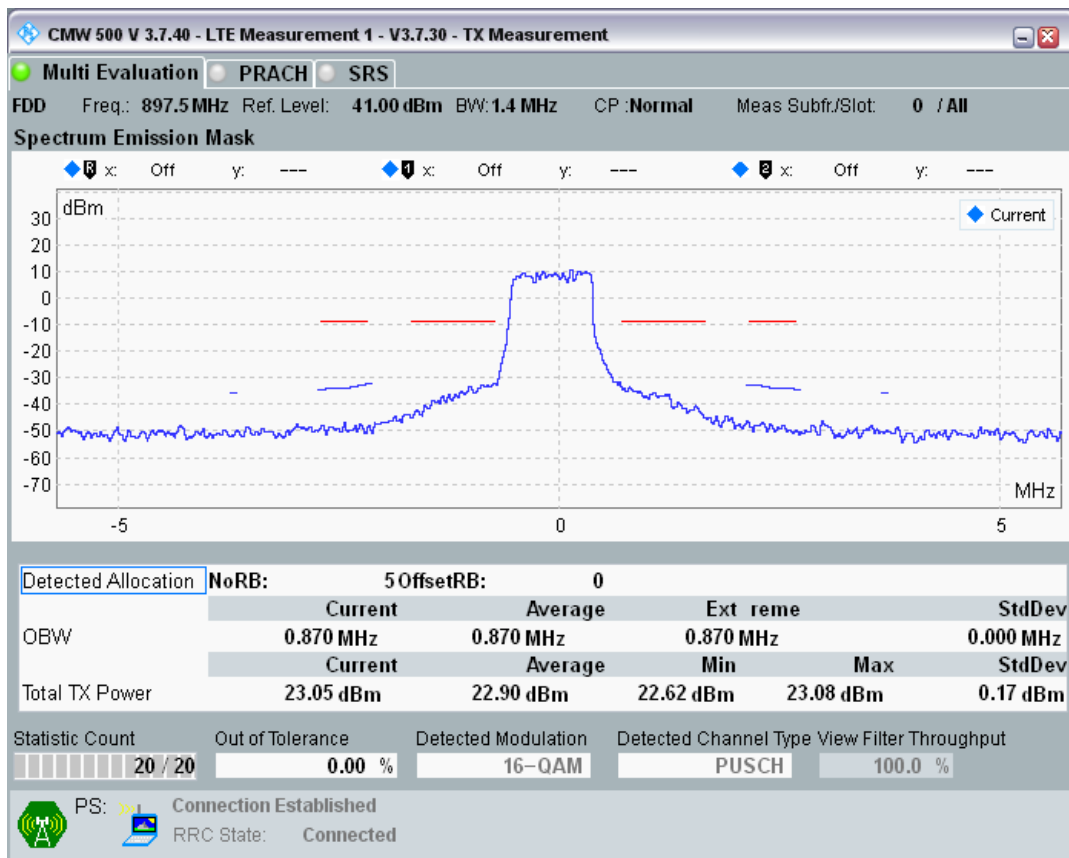 CMW 500 V 3.7.40 - LTE Measurement 1 - V3.7.30 - TX Measurement
Multi Evaluation PRACH SRS
FDD Freq.: 897.5 MHz Ref. Level: 41.00 dBm BW: 1.4 MHz CP :Normal Meas Subfr./Slot: 0 / All
Spectrum Emission Mask
R x: Off y: --- 1 x: Off y: --- 2 x: Off y: ---
dBm
Current
30
20
10
0
-10
-20
-30
-40
-50
-60
-70
MHz
-5 0 5
Detected Allocation NoRB: 5 OffsetRB: 0
Current Average Ext reme StdDev
OBW 0.870 MHz 0.870 MHz 0.870 MHz 0.000 MHz
Current Average Min Max StdDev
Total TX Power 23.05 dBm 22.90 dBm 22.62 dBm 23.08 dBm 0.17 dBm
Statistic Count Out of Tolerance Detected Modulation Detected Channel Type View Filter Throughput
20 / 20 0.00 % 16-QAM PUSCH 100.0 %
PS: Connection Established
RRC State: Connected